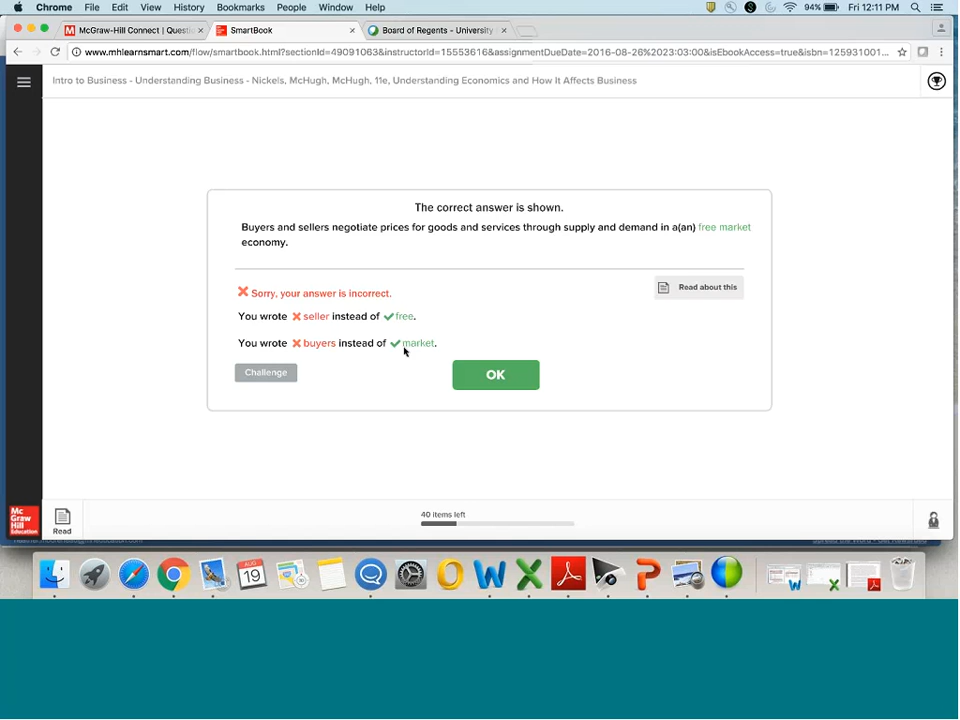 Chrome File Edit View History Bookmarks People Window Help 94% Fri 12:11 PM
McGraw-Hill Connect | Questio
SmartBook
Board of Regents - University
www.mhlearnsmart.com/flow/smartbook.html?sectionId=49091063&instructorId=15553616&assignmentDueDate=2016-08-26%2023:03:00&isEbookAccess=true&isbn=125931001...
Intro to Business - Understanding Business - Nickels, McHugh, McHugh, 11e, Understanding Economics and How It Affects Business
The correct answer is shown.
Buyers and sellers negotiate prices for goods and services through supply and demand in a(an) free market
economy.
Sorry, your answer is incorrect.
Read about this
You wrote seller instead of free.
You wrote buyers instead of market.
Challenge
OK
40 items left
Mc
Graw
Hill
Education
Read
AUG
19